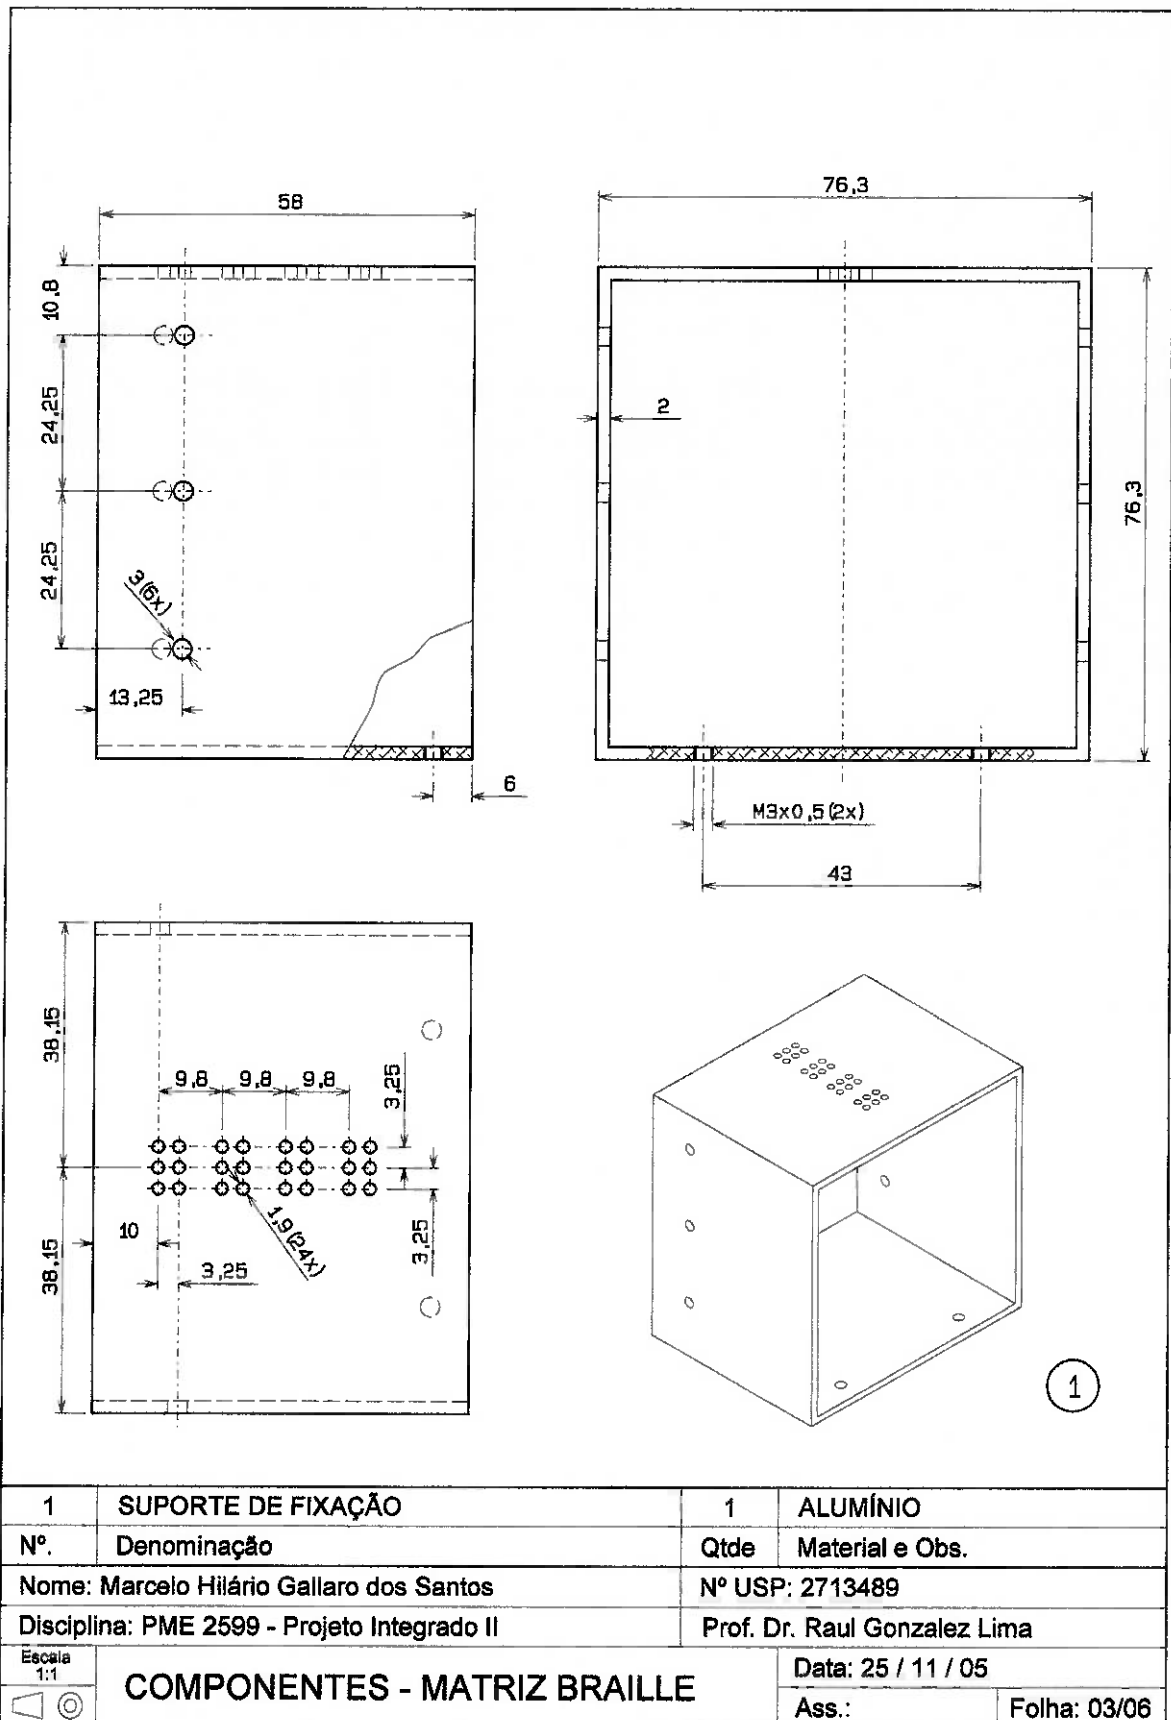 58
76,3
10,8
24,25
2
24,25
76,3
3(6x)
13,25
6
M3x0,5(2x)
43
38,15
9,8 9,8 9,8
3,25
10
1,9(24x)
3,25
3,25
38,15
1
1 SUPORTE DE FIXAÇÃO 1 ALUMÍNIO
Nº. Denominação Qtde Material e Obs.
Nome: Marcelo Hilário Gallaro dos Santos Nº USP: 2713489
Disciplina: PME 2599 - Projeto Integrado II Prof. Dr. Raul Gonzalez Lima
Escala
1:1
COMPONENTES - MATRIZ BRAILLE
Data: 25 / 11 / 05
Ass.: Folha: 03/06